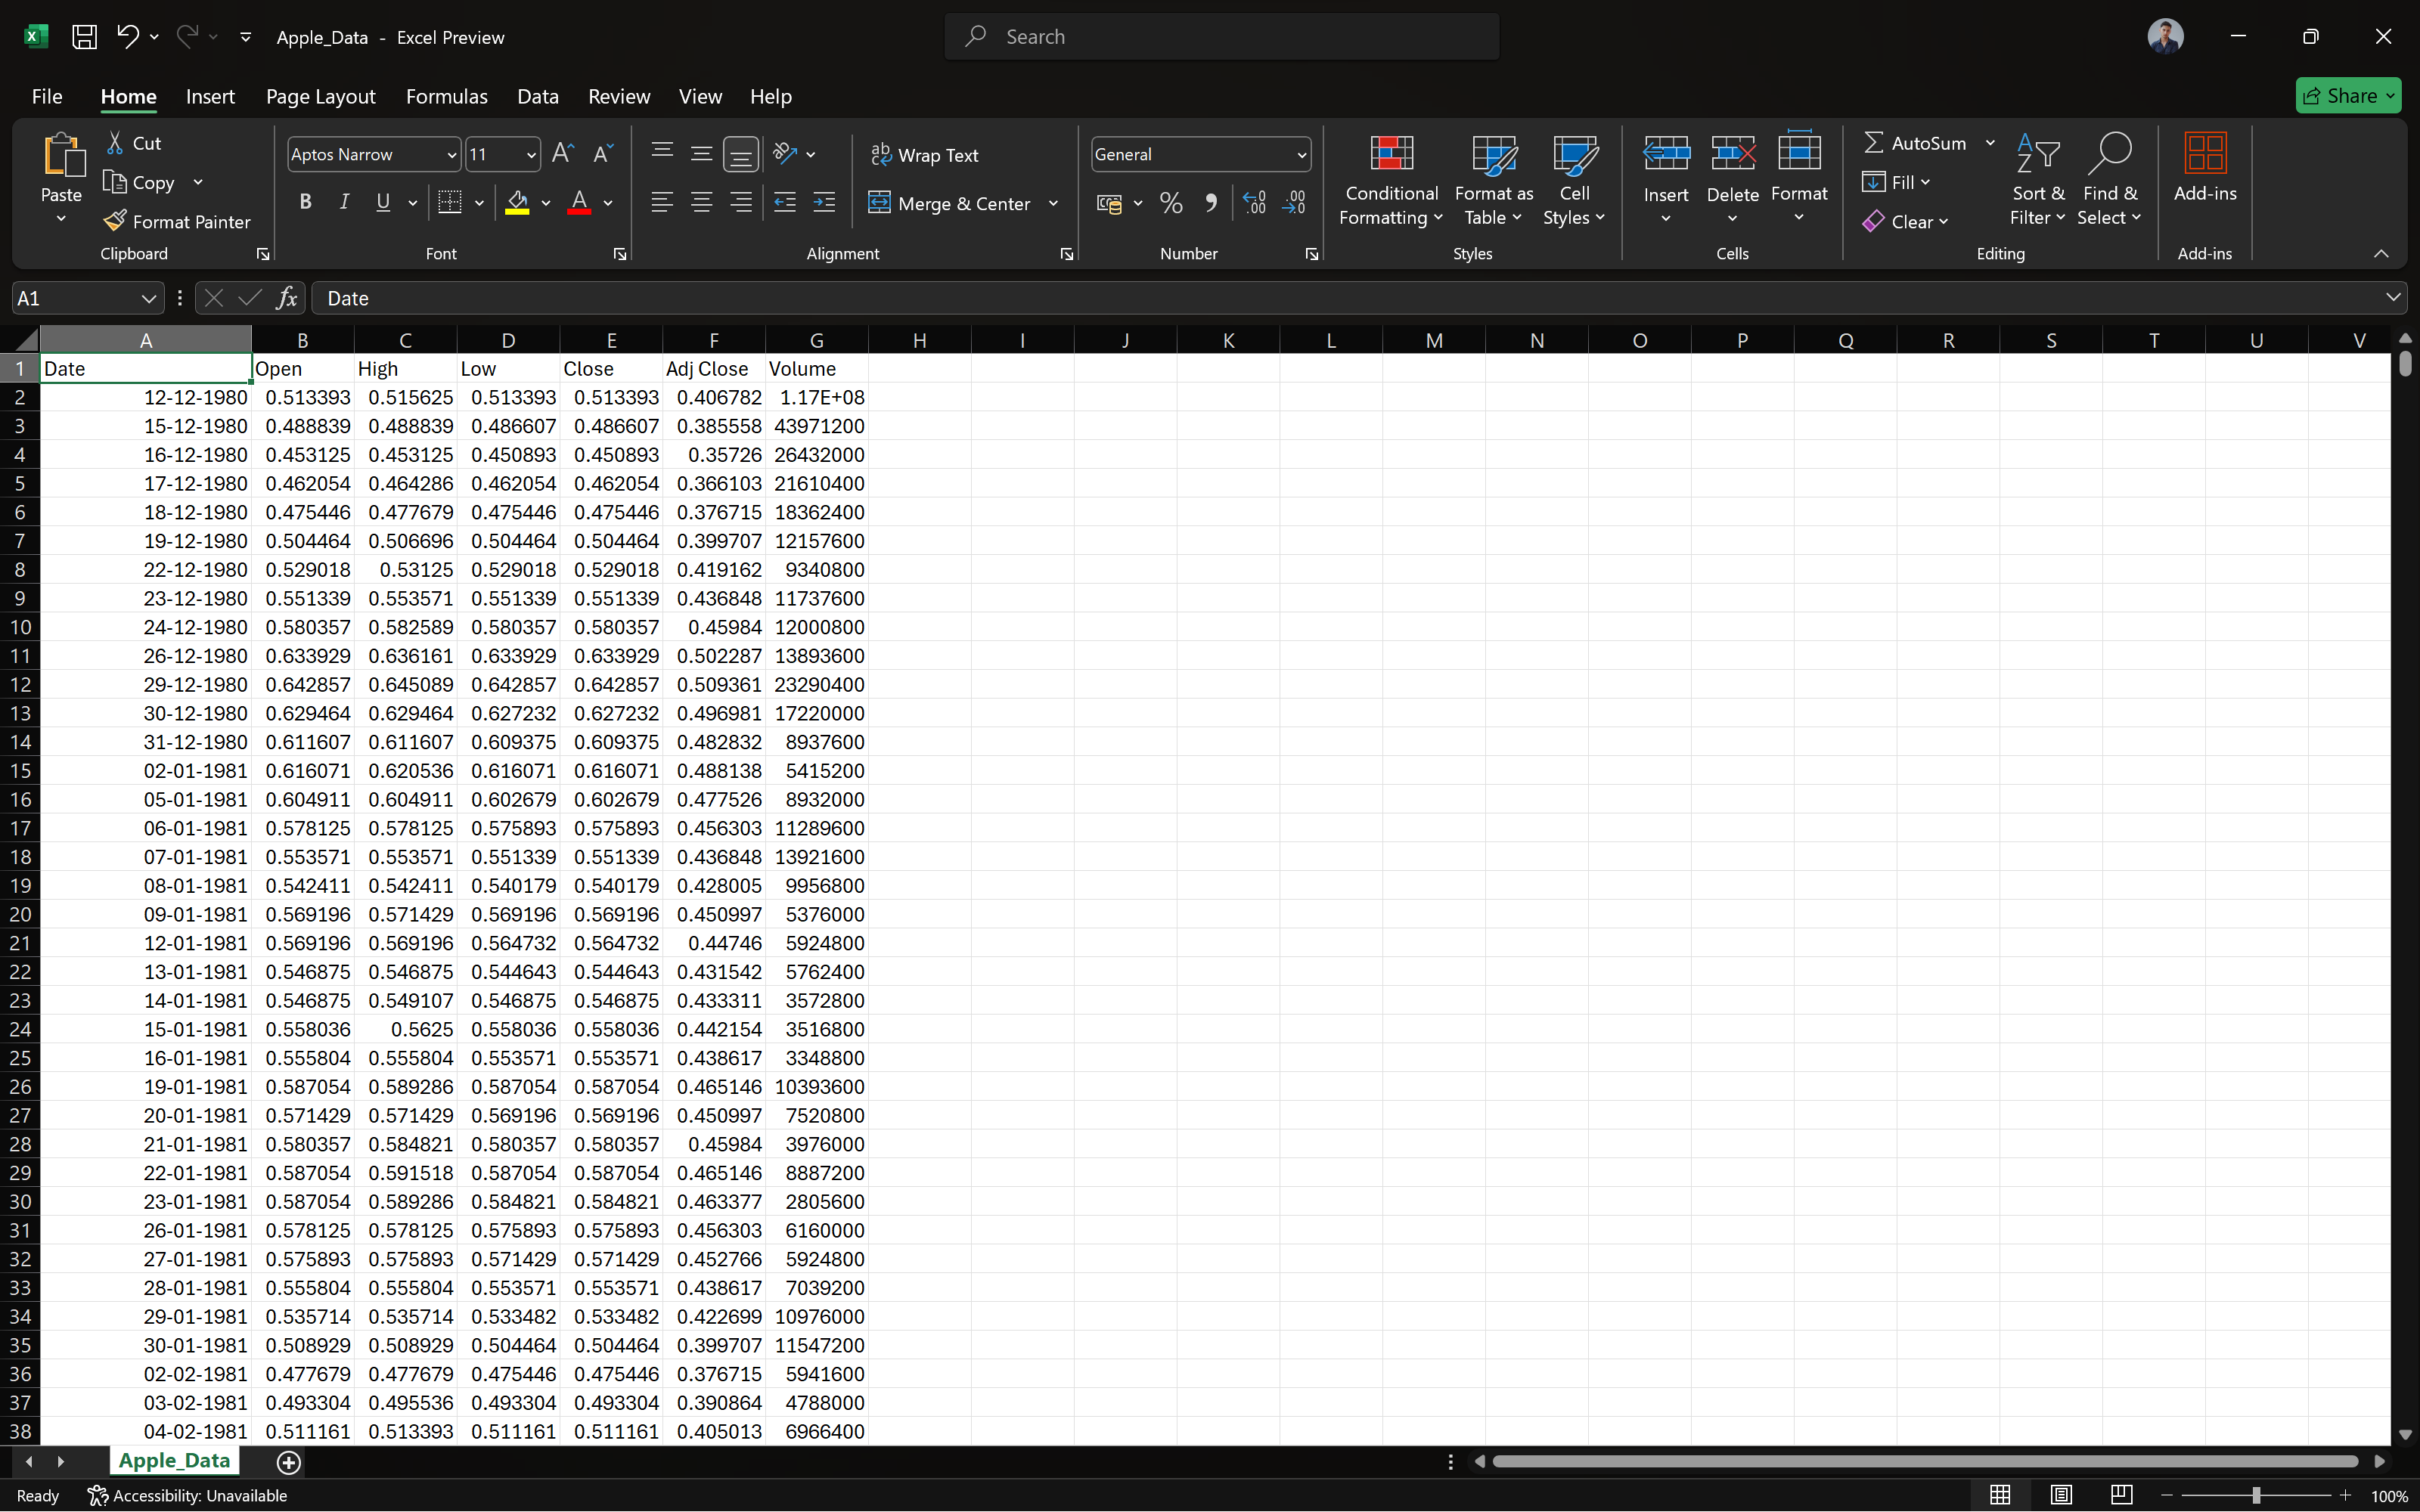 Apple_Data - Excel Preview
Search
File Home Insert Page Layout Formulas Data Review View Help
Share
Paste
Cut
Copy
Format Painter
Clipboard
Aptos Narrow 11
B I U
Font
Wrap Text
Merge & Center
Alignment
General
Number
Conditional Formatting
Format as Table
Cell Styles
Styles
Insert
Delete
Format
Cells
AutoSum
Fill
Clear
Sort & Filter
Find & Select
Editing
Add-ins
Add-ins
A1 fx Date
A B C D E F G H I J K L M N O P Q R S T U V
1 Date Open High Low Close Adj Close Volume
2 12-12-1980 0.513393 0.515625 0.513393 0.513393 0.406782 1.17E+08
3 15-12-1980 0.488839 0.488839 0.486607 0.486607 0.385558 43971200
4 16-12-1980 0.453125 0.453125 0.450893 0.450893 0.35726 26432000
5 17-12-1980 0.462054 0.464286 0.462054 0.462054 0.366103 21610400
6 18-12-1980 0.475446 0.477679 0.475446 0.475446 0.376715 18362400
7 19-12-1980 0.504464 0.506696 0.504464 0.504464 0.399707 12157600
8 22-12-1980 0.529018 0.53125 0.529018 0.529018 0.419162 9340800
9 23-12-1980 0.551339 0.553571 0.551339 0.551339 0.436848 11737600
10 24-12-1980 0.580357 0.582589 0.580357 0.580357 0.45984 12000800
11 26-12-1980 0.633929 0.636161 0.633929 0.633929 0.502287 13893600
12 29-12-1980 0.642857 0.645089 0.642857 0.642857 0.509361 23290400
13 30-12-1980 0.629464 0.629464 0.627232 0.627232 0.496981 17220000
14 31-12-1980 0.611607 0.611607 0.609375 0.609375 0.482832 8937600
15 02-01-1981 0.616071 0.620536 0.616071 0.616071 0.488138 5415200
16 05-01-1981 0.604911 0.604911 0.602679 0.602679 0.477526 8932000
17 06-01-1981 0.578125 0.578125 0.575893 0.575893 0.456303 11289600
18 07-01-1981 0.553571 0.553571 0.551339 0.551339 0.436848 13921600
19 08-01-1981 0.542411 0.542411 0.540179 0.540179 0.428005 9956800
20 09-01-1981 0.569196 0.571429 0.569196 0.569196 0.450997 5376000
21 12-01-1981 0.569196 0.569196 0.564732 0.564732 0.44746 5924800
22 13-01-1981 0.546875 0.546875 0.544643 0.544643 0.431542 5762400
23 14-01-1981 0.546875 0.549107 0.546875 0.546875 0.433311 3572800
24 15-01-1981 0.558036 0.5625 0.558036 0.558036 0.442154 3516800
25 16-01-1981 0.555804 0.555804 0.553571 0.553571 0.438617 3348800
26 19-01-1981 0.587054 0.589286 0.587054 0.587054 0.465146 10393600
27 20-01-1981 0.571429 0.571429 0.569196 0.569196 0.450997 7520800
28 21-01-1981 0.580357 0.584821 0.580357 0.580357 0.45984 3976000
29 22-01-1981 0.587054 0.591518 0.587054 0.587054 0.465146 8887200
30 23-01-1981 0.587054 0.589286 0.584821 0.584821 0.463377 2805600
31 26-01-1981 0.578125 0.578125 0.575893 0.575893 0.456303 6160000
32 27-01-1981 0.575893 0.575893 0.571429 0.571429 0.452766 5924800
33 28-01-1981 0.555804 0.555804 0.553571 0.553571 0.438617 7039200
34 29-01-1981 0.535714 0.535714 0.533482 0.533482 0.422699 10976000
35 30-01-1981 0.508929 0.508929 0.504464 0.504464 0.399707 11547200
36 02-02-1981 0.477679 0.477679 0.475446 0.475446 0.376715 5941600
37 03-02-1981 0.493304 0.495536 0.493304 0.493304 0.390864 4788000
38 04-02-1981 0.511161 0.513393 0.511161 0.511161 0.405013 6966400
Apple_Data
Ready Accessibility: Unavailable 100%